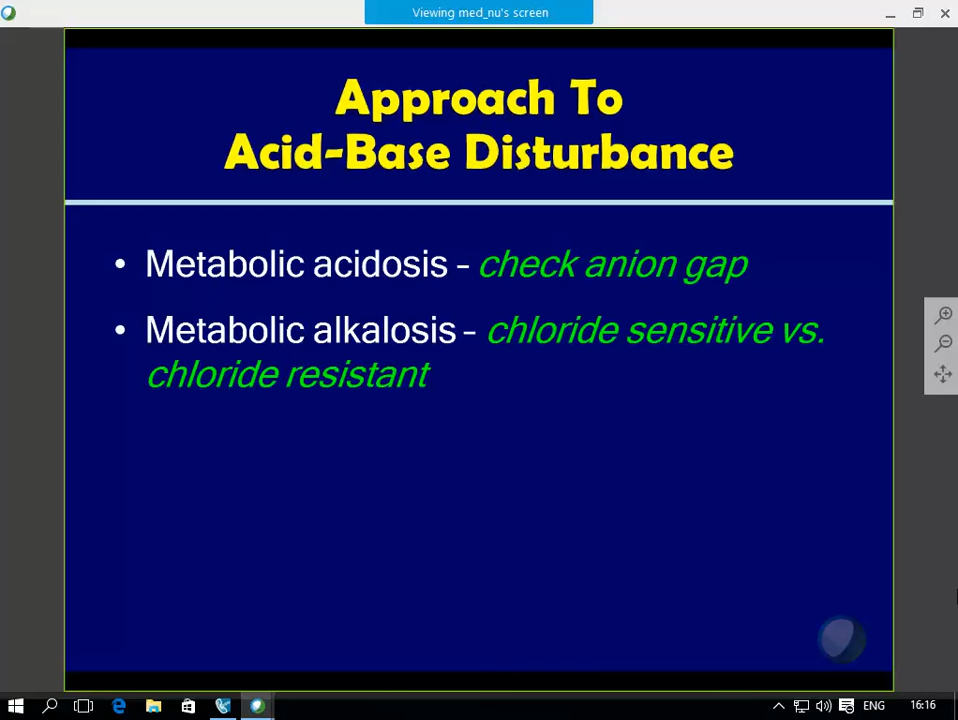 Viewing med_nu's screen
Approach To
Acid-Base Disturbance
• Metabolic acidosis – check anion gap
• Metabolic alkalosis – chloride sensitive vs.
chloride resistant
ENG
16:16